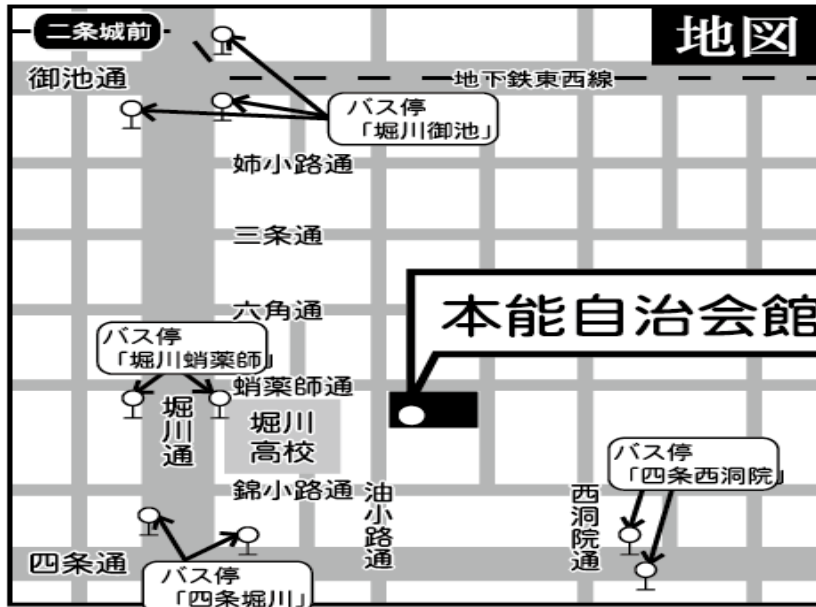 二条城前
地図
御池通
地下鉄東西線
バス停
「堀川御池」
姉小路通
三条通
六角通
本能自治会館
バス停
「堀川蛸薬師」
蛸薬師通
堀川通
堀川
高校
錦小路通
油小路通
西洞院通
バス停
「四条西洞院」
四条通
バス停
「四条堀川」